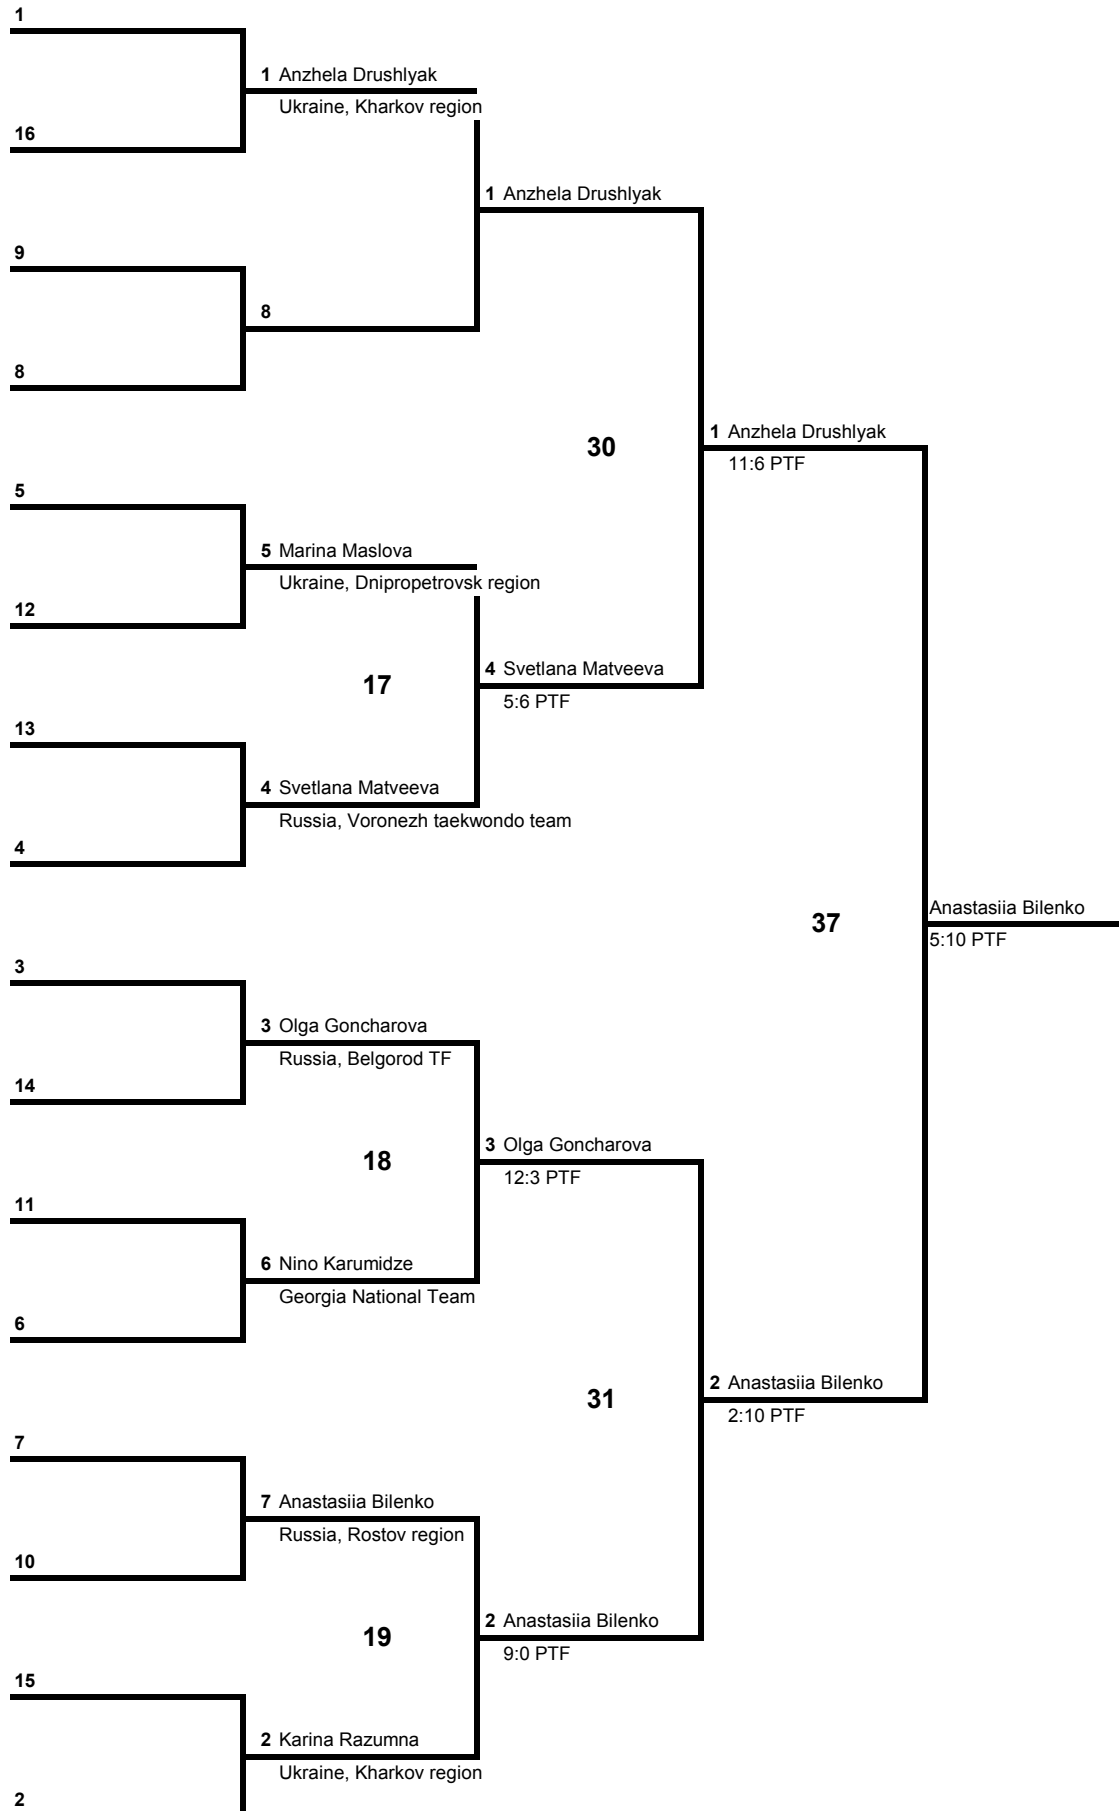 1
1 Anzhela Drushlyak
Ukraine, Kharkov region
16
1 Anzhela Drushlyak
9
8
8
30
1 Anzhela Drushlyak
11:6 PTF
5
5 Marina Maslova
Ukraine, Dnipropetrovsk region
12
17
4 Svetlana Matveeva
5:6 PTF
13
4 Svetlana Matveeva
Russia, Voronezh taekwondo team
4
37
Anastasiia Bilenko
5:10 PTF
3
3 Olga Goncharova
Russia, Belgorod TF
14
18
3 Olga Goncharova
12:3 PTF
11
6 Nino Karumidze
Georgia National Team
6
31
2 Anastasiia Bilenko
2:10 PTF
7
7 Anastasiia Bilenko
Russia, Rostov region
10
19
2 Anastasiia Bilenko
9:0 PTF
15
2 Karina Razumna
Ukraine, Kharkov region
2